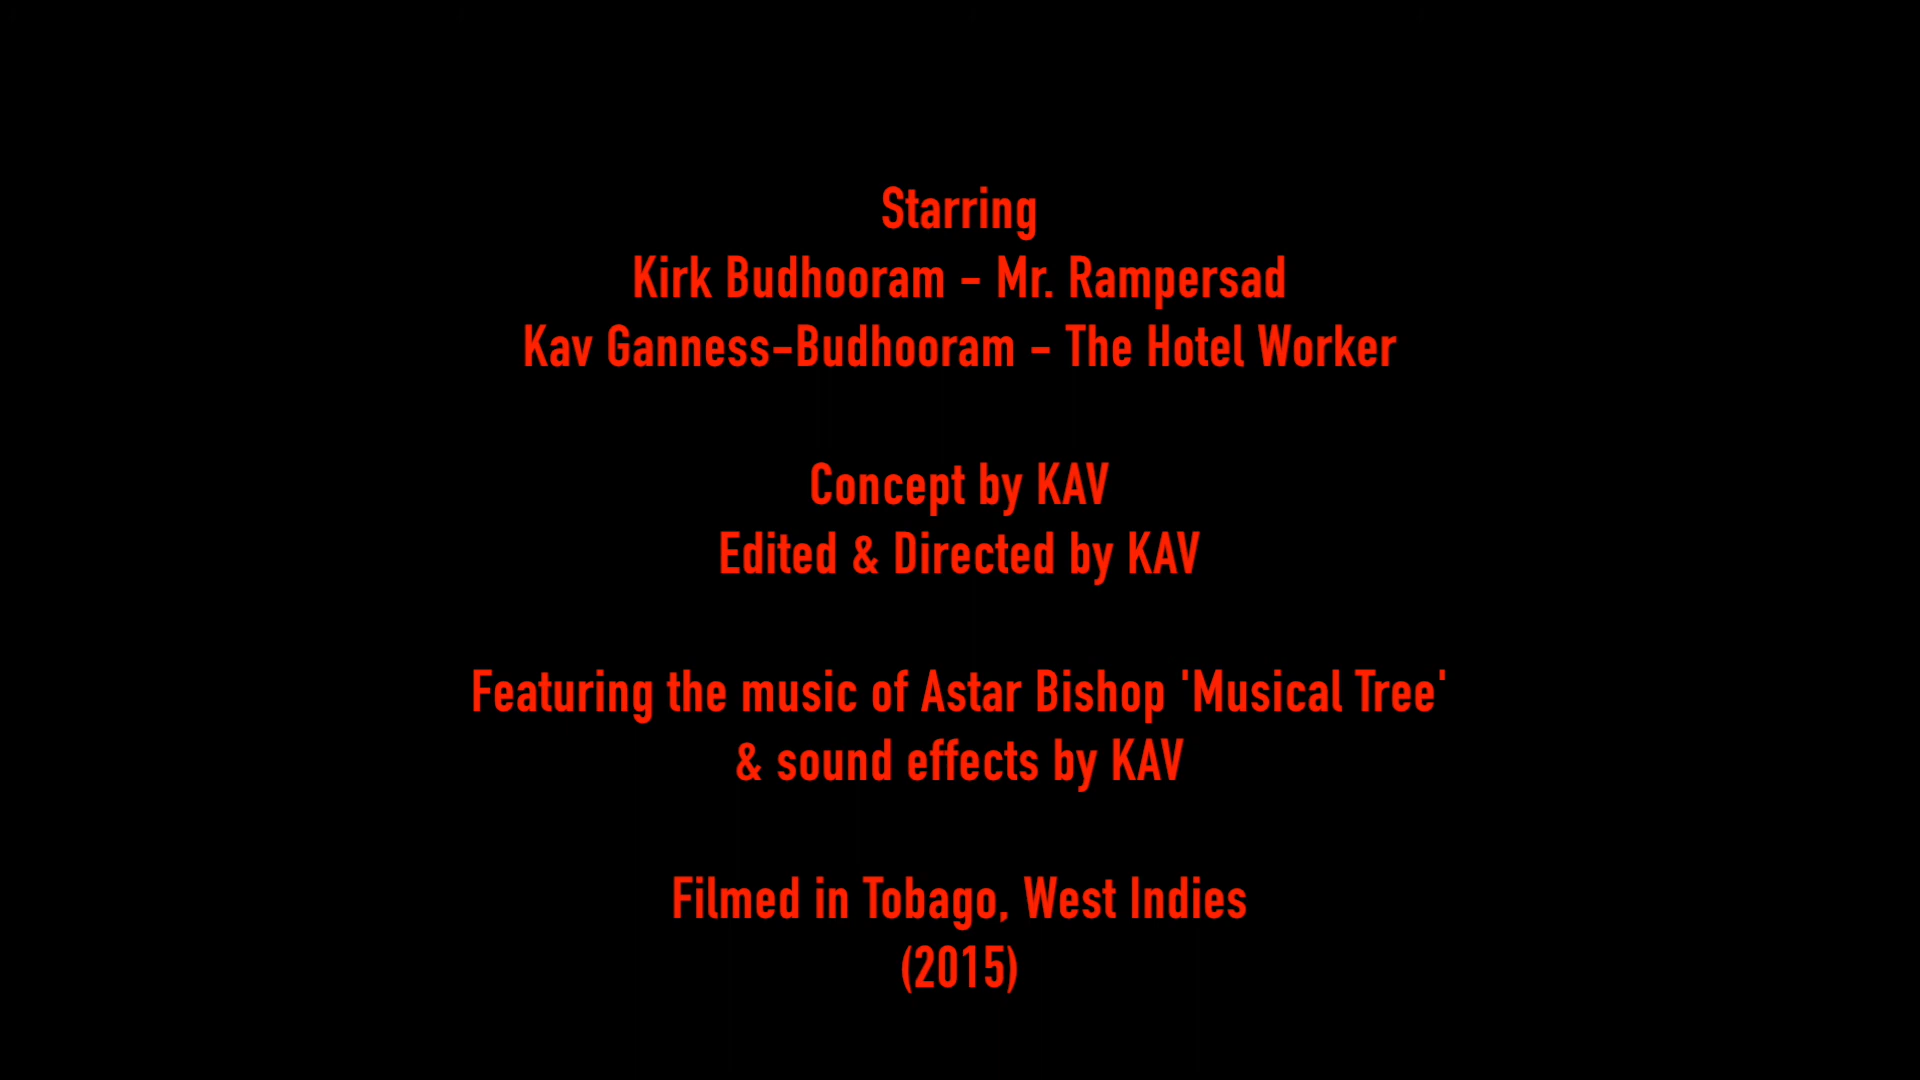 Starring
Kirk Budhooram - Mr. Rampersad
Kav Ganness-Budhooram - The Hotel Worker
Concept by KAV
Edited & Directed by KAV
Featuring the music of Astar Bishop 'Musical Tree'
& sound effects by KAV
Filmed in Tobago, West Indies
(2015)